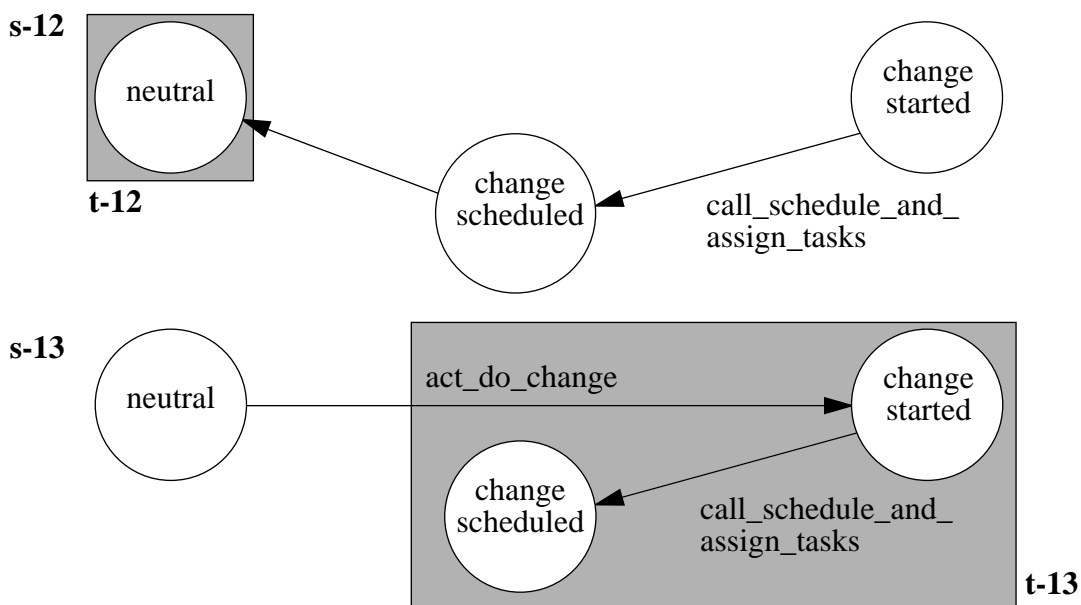 s-12
neutral
change
started
t-12
change
scheduled
call_schedule_and_
assign_tasks
s-13
neutral
act_do_change
change
started
change
scheduled
call_schedule_and_
assign_tasks
t-13